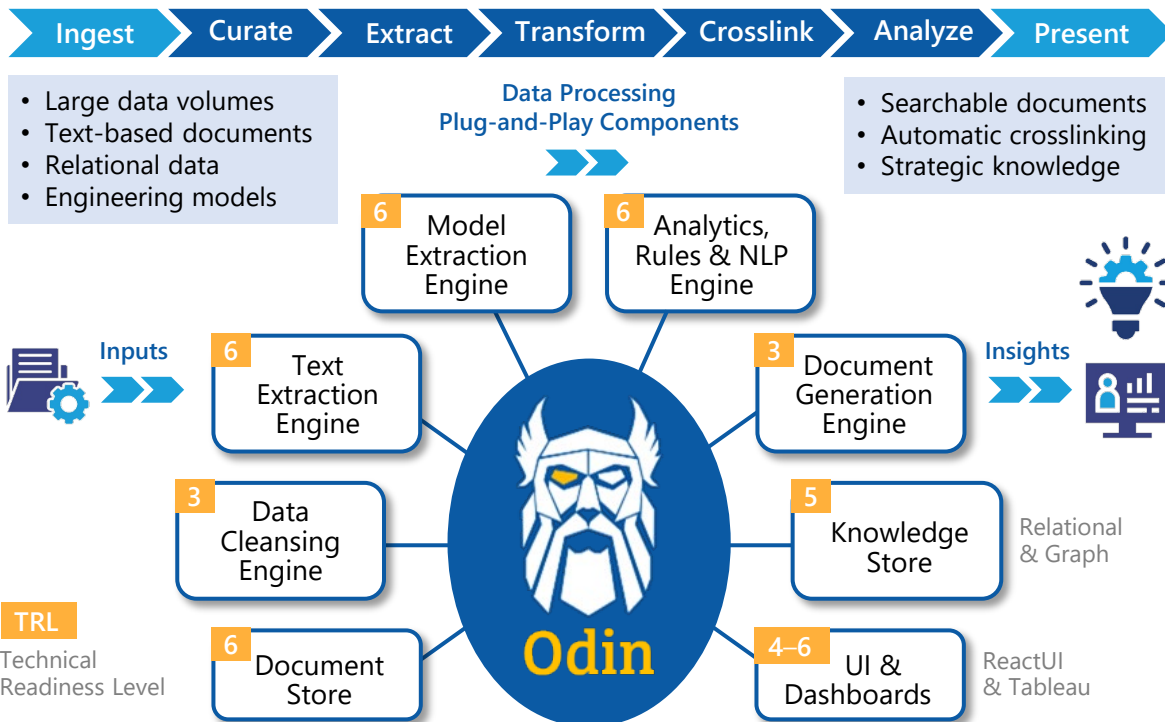 Ingest
Curate
Extract
Transform
Crosslink
Analyze
Present
• Large data volumes
• Text-based documents
• Relational data
• Engineering models
Data Processing
Plug-and-Play Components
• Searchable documents
• Automatic crosslinking
• Strategic knowledge
6
Model
Extraction
Engine
6
Analytics,
Rules & NLP
Engine
Inputs
6
Text
Extraction
Engine
3
Document
Generation
Engine
Insights
3
Data
Cleansing
Engine
5
Knowledge
Store
Relational
& Graph
TRL
Technical
Readiness Level
6
Document
Store
Odin
4–6
UI &
Dashboards
ReactUI
& Tableau